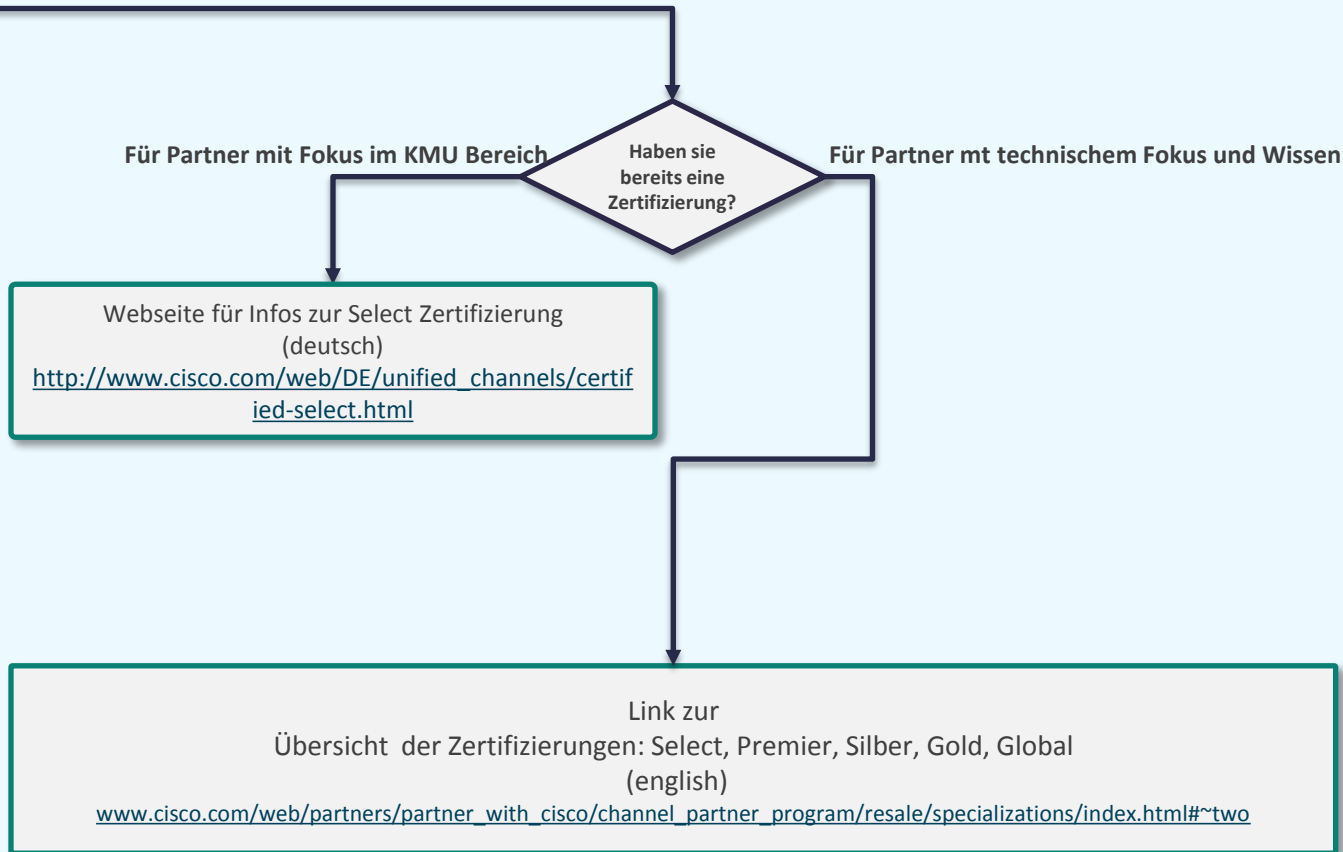 Für Partner mit Fokus im KMU Bereich
Haben sie
bereits eine
Zertifizierung?
Für Partner mt technischem Fokus und Wissen
Webseite für Infos zur Select Zertifizierung
(deutsch)
http://www.cisco.com/web/DE/unified_channels/certif
ied-select.html
Link zur
Übersicht der Zertifizierungen: Select, Premier, Silber, Gold, Global
(english)
www.cisco.com/web/partners/partner_with_cisco/channel_partner_program/resale/specializations/index.html#~two